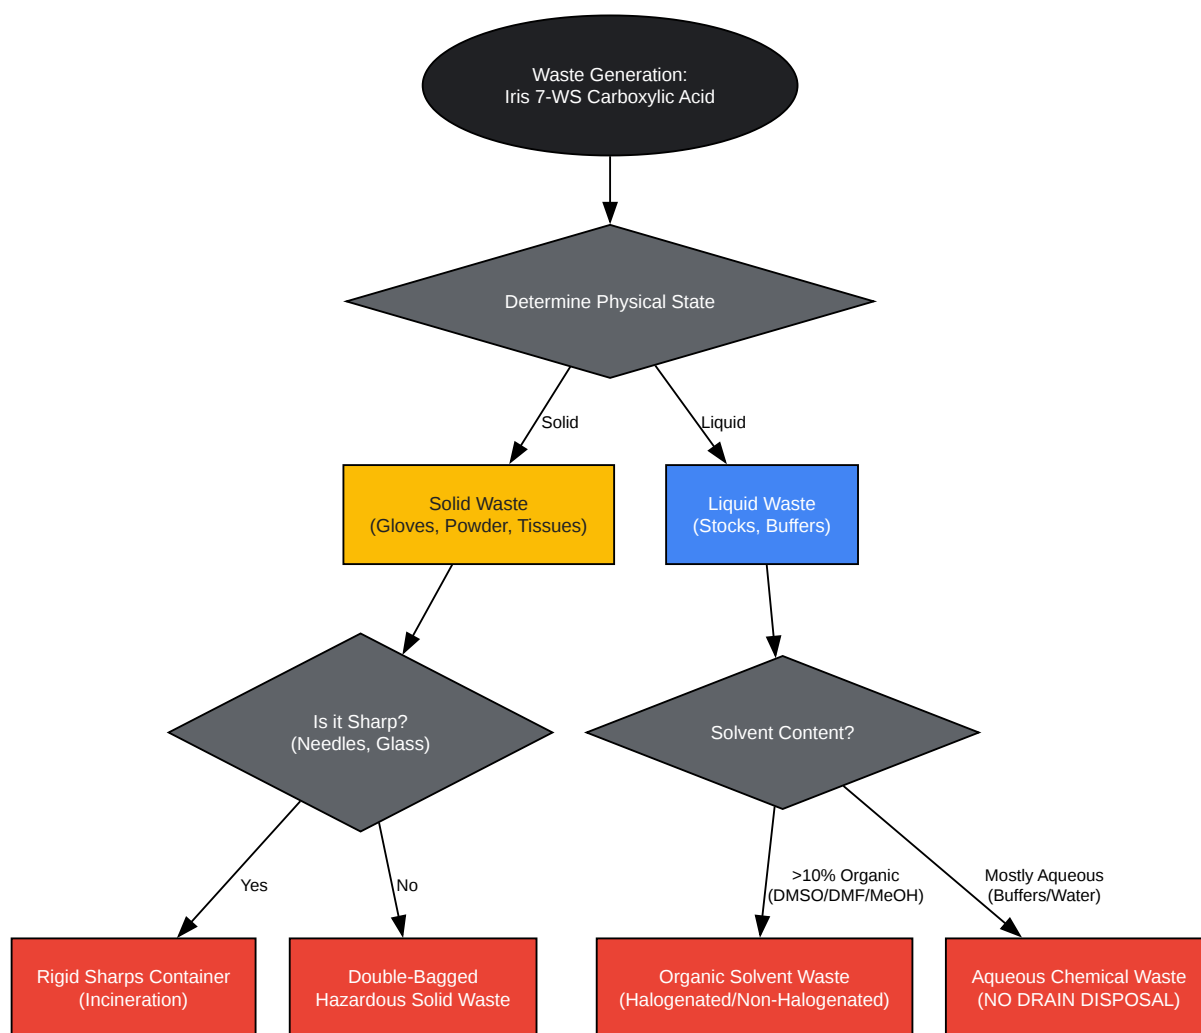 Waste Generation:
Iris 7-WS Carboxylic Acid
Determine Physical State
Solid
Liquid
Solid Waste
(Gloves, Powder, Tissues)
Liquid Waste
(Stocks, Buffers)
Is it Sharp?
(Needles, Glass)
Solvent Content?
Yes
No
>10% Organic
(DMSO/DMF/MeOH)
Mostly Aqueous
(Buffers/Water)
Rigid Sharps Container
(Incineration)
Double-Bagged
Hazardous Solid Waste
Organic Solvent Waste
(Halogenated/Non-Halogenated)
Aqueous Chemical Waste
(NO DRAIN DISPOSAL)